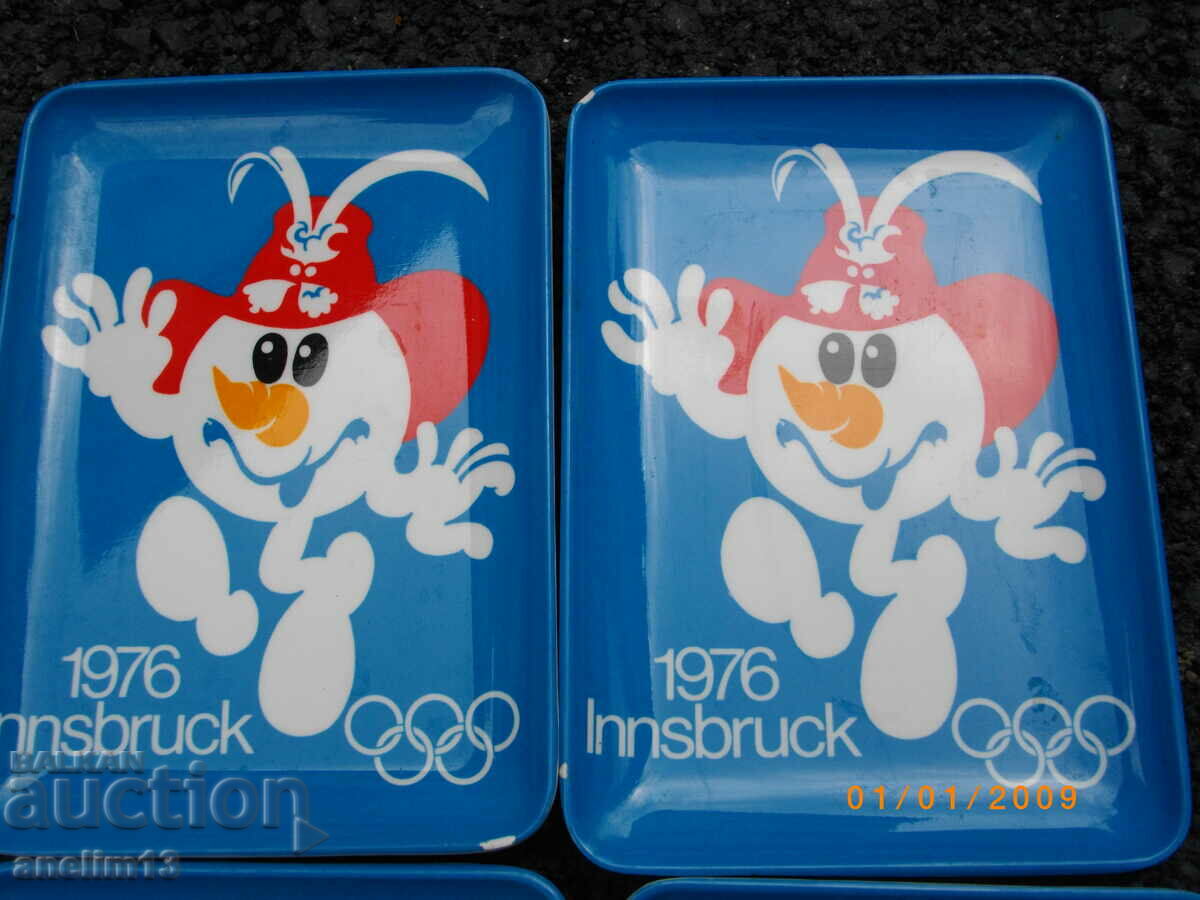 1976
nnsbruck
1976
Innsbruck
BALKAN
auction
anelim13
01/01/2009